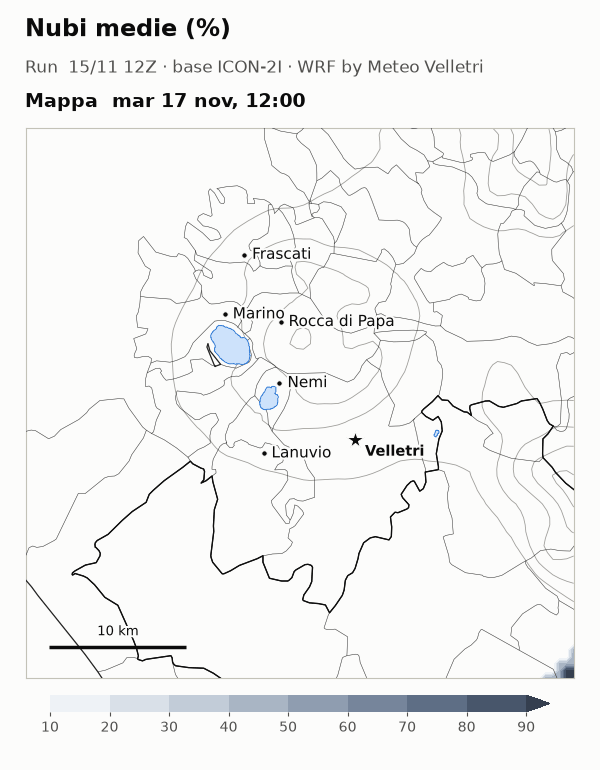 Nubi medie (%)
Run  15/11 12Z · base ICON-2I · WRF by Meteo Velletri
Mappa  mar 17 nov, 12:00
Frascati
Marino
Rocca di Papa
Nemi
Velletri
Lanuvio
10 km
10 20 30 40 50 60 70 80 90